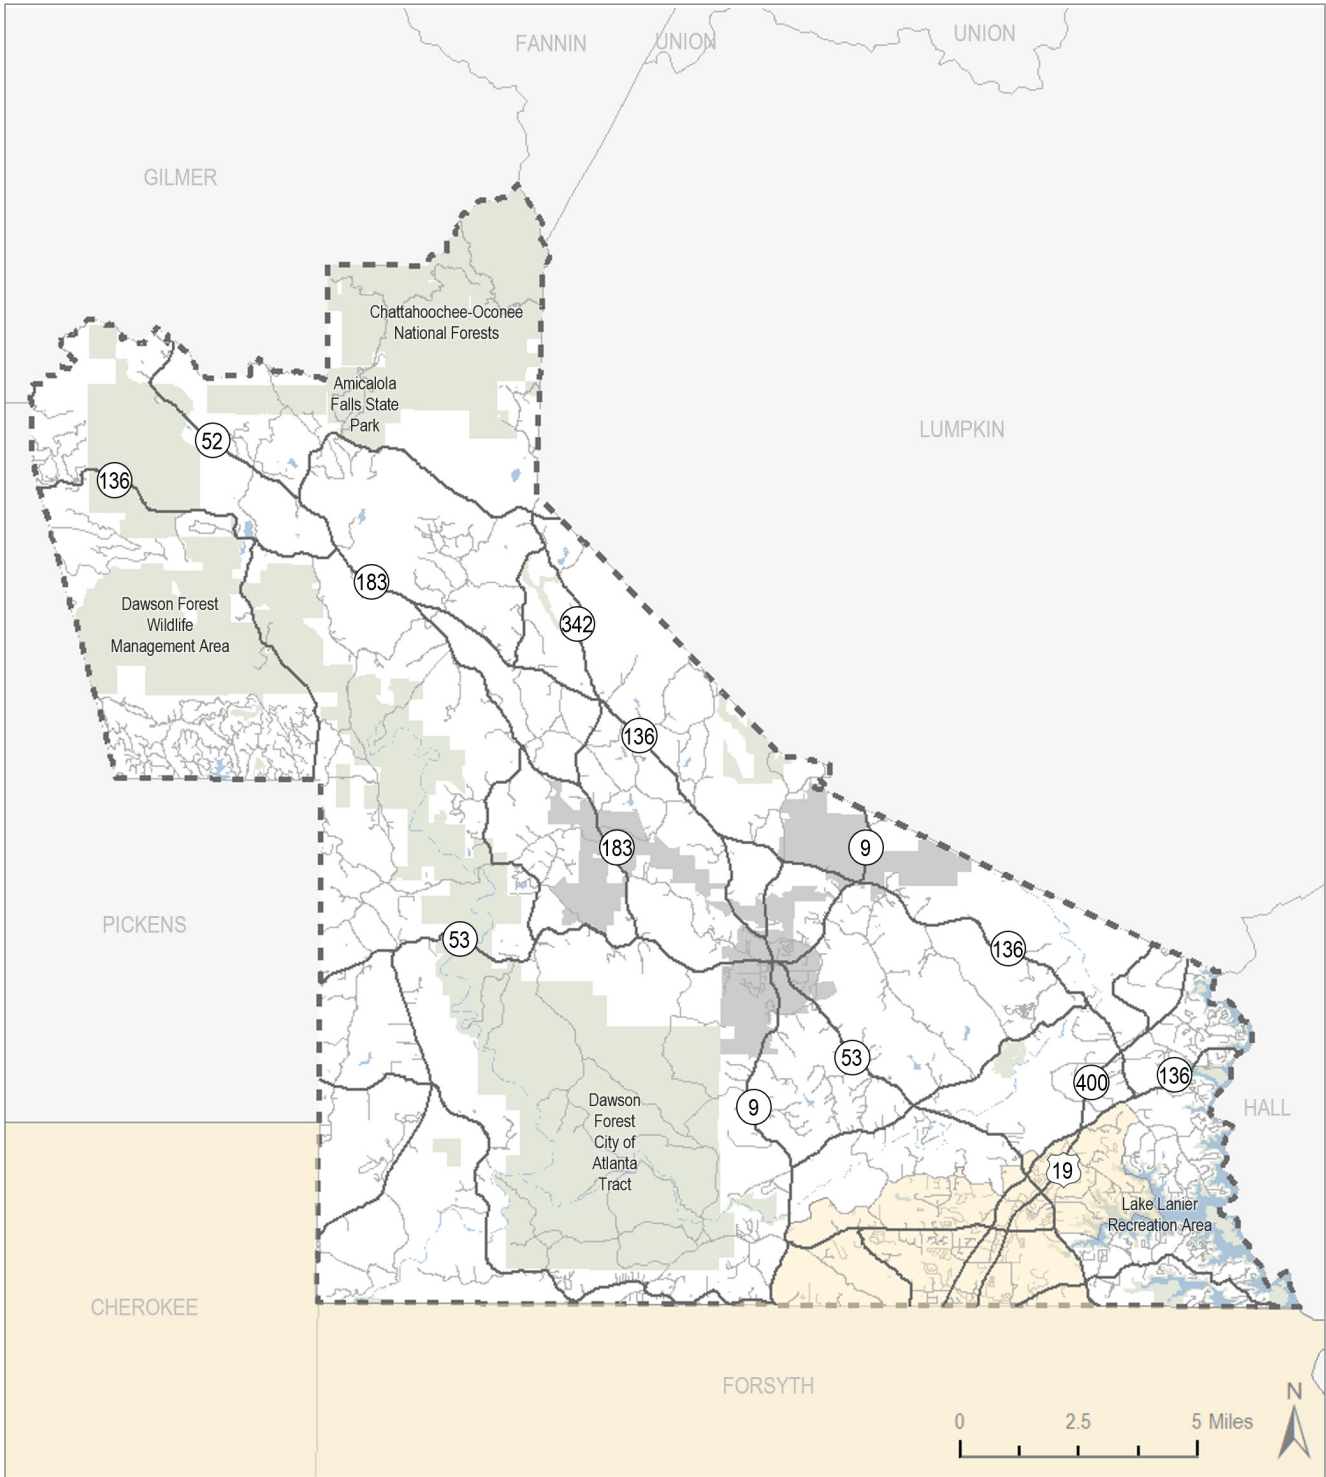 FANNIN
UNION
UNION
GILMER
Chattahoochee-Oconee
National Forests
Amicalola
Falls State
Park
LUMPKIN
52
136
183
Dawson Forest
Wildlife
Management Area
342
136
183
9
PICKENS
53
136
53
400
136
9
HALL
Dawson
Forest
City of
Atlanta
Tract
19
Lake Lanier
Recreation Area
CHEROKEE
FORSYTH
N
0 2.5 5 Miles